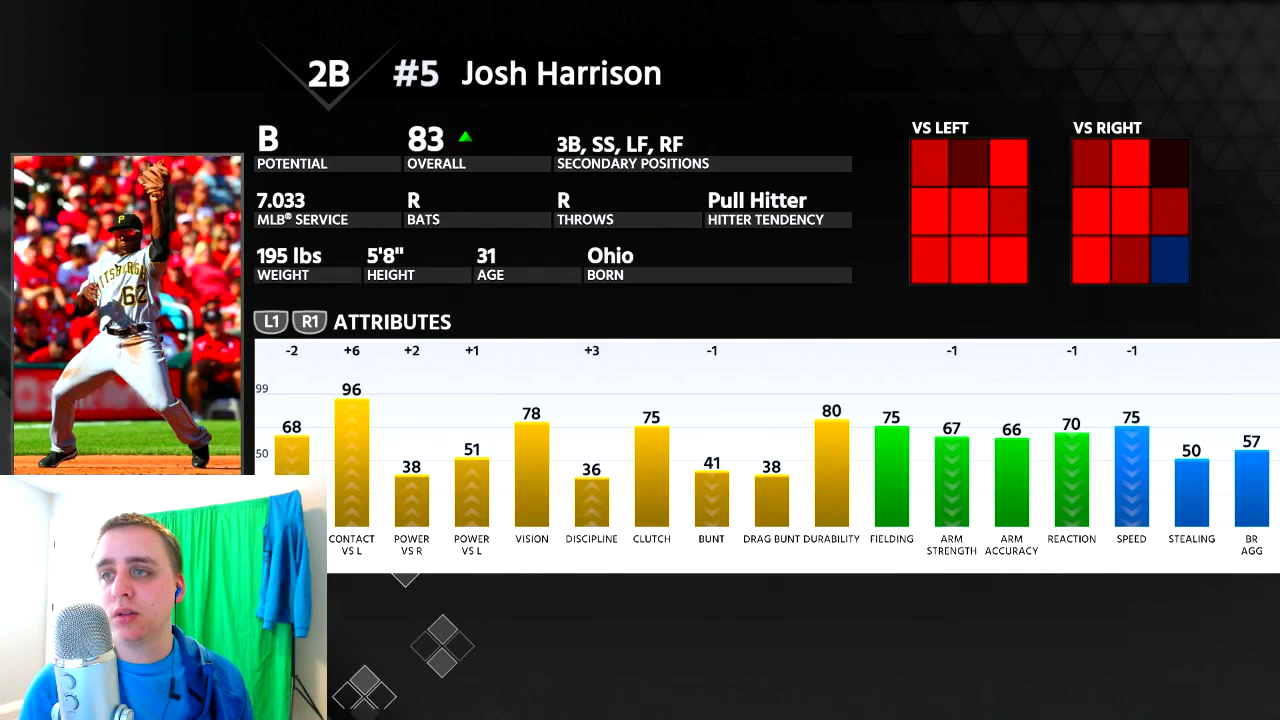 2B #5 Josh Harrison
B 83 3B, SS, LF, RF
POTENTIAL OVERALL SECONDARY POSITIONS
7.033 R R Pull Hitter
MLB® SERVICE BATS THROWS HITTER TENDENCY
195 lbs 5'8" 31 Ohio
WEIGHT HEIGHT AGE BORN
VS LEFT VS RIGHT
P
PITTSBURGH
62
L1 R1 ATTRIBUTES
-2 +6 +2 +1 +3 -1 -1 -1 -1
99
50
68 96 38 51 78 36 75 41 38 80 75 67 66 70 75 50 57
CONTACT VS L POWER VS R POWER VS L VISION DISCIPLINE CLUTCH BUNT DRAG BUNT DURABILITY FIELDING ARM STRENGTH ARM ACCURACY REACTION SPEED STEALING BR AGG